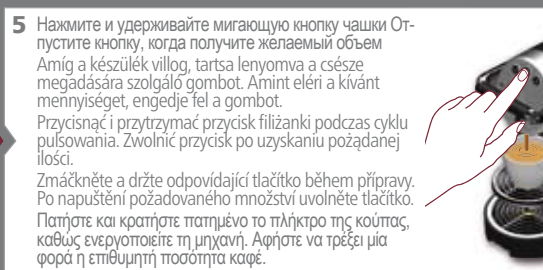 5 Нажмите и удерживайте мигающую кнопку чашки От-
пустите кнопку, когда получите желаемый объем
Amíg a készülék villog, tartsa lenyomva a csésze
megadására szolgáló gombot. Amint eléri a kívánt
mennyiséget, engedje fel a gombot.
Przycisnąć i przytrzymać przycisk filiżanki podczas cyklu
pulsowania. Zwolnić przycisk po uzyskaniu pożądanej
ilości.
Zmáčkněte a držte odpovídající tlačítko během přípravy.
Po napuštění požadovaného množství uvolněte tlačítko.
Πατήστε και κρατήστε πατημένο το πλήκτρο της κούπας,
καθώς ενεργοποιείτε τη μηχανή. Αφήστε να τρέξει μία
φορά η επιθυμητή ποσότητα καφέ.